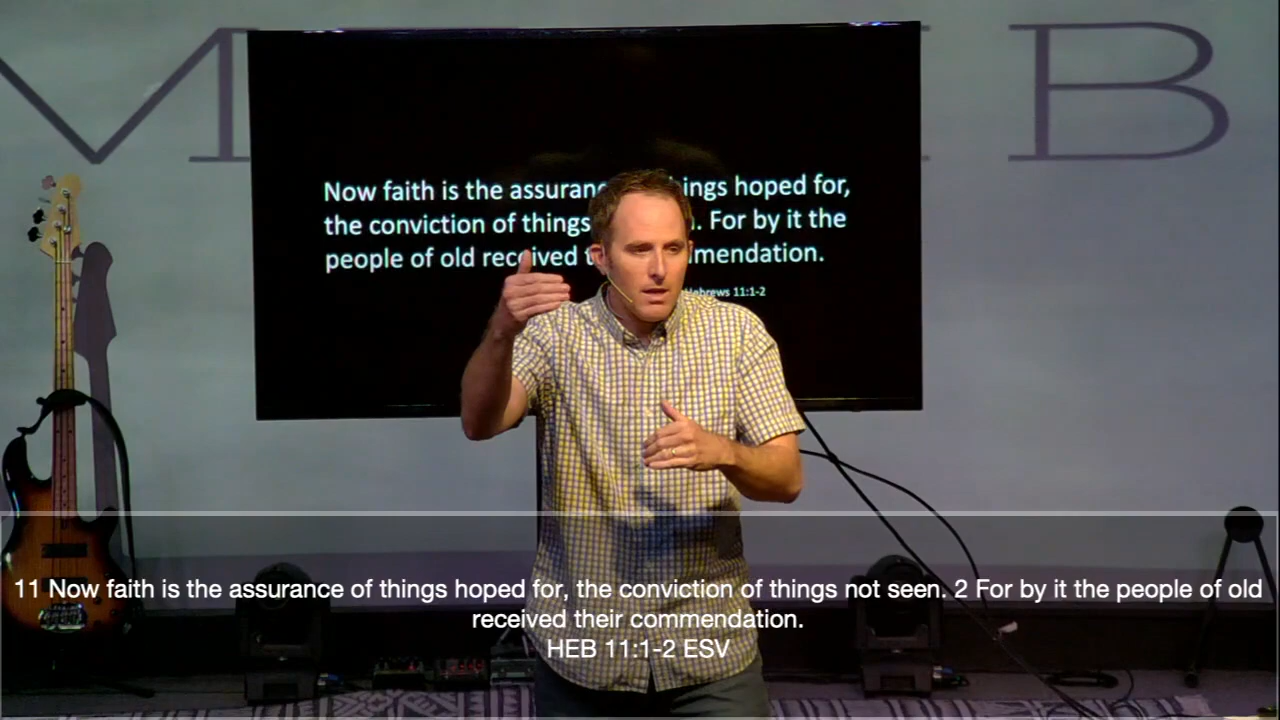 M B
Now faith is the assuran ings hoped for,
the conviction of things . For by it the
people of old received t mmendation.
Hebrews 11:1-2
11 Now faith is the assurance of things hoped for, the conviction of things not seen. 2 For by it the people of old
received their commendation.
HEB 11:1-2 ESV